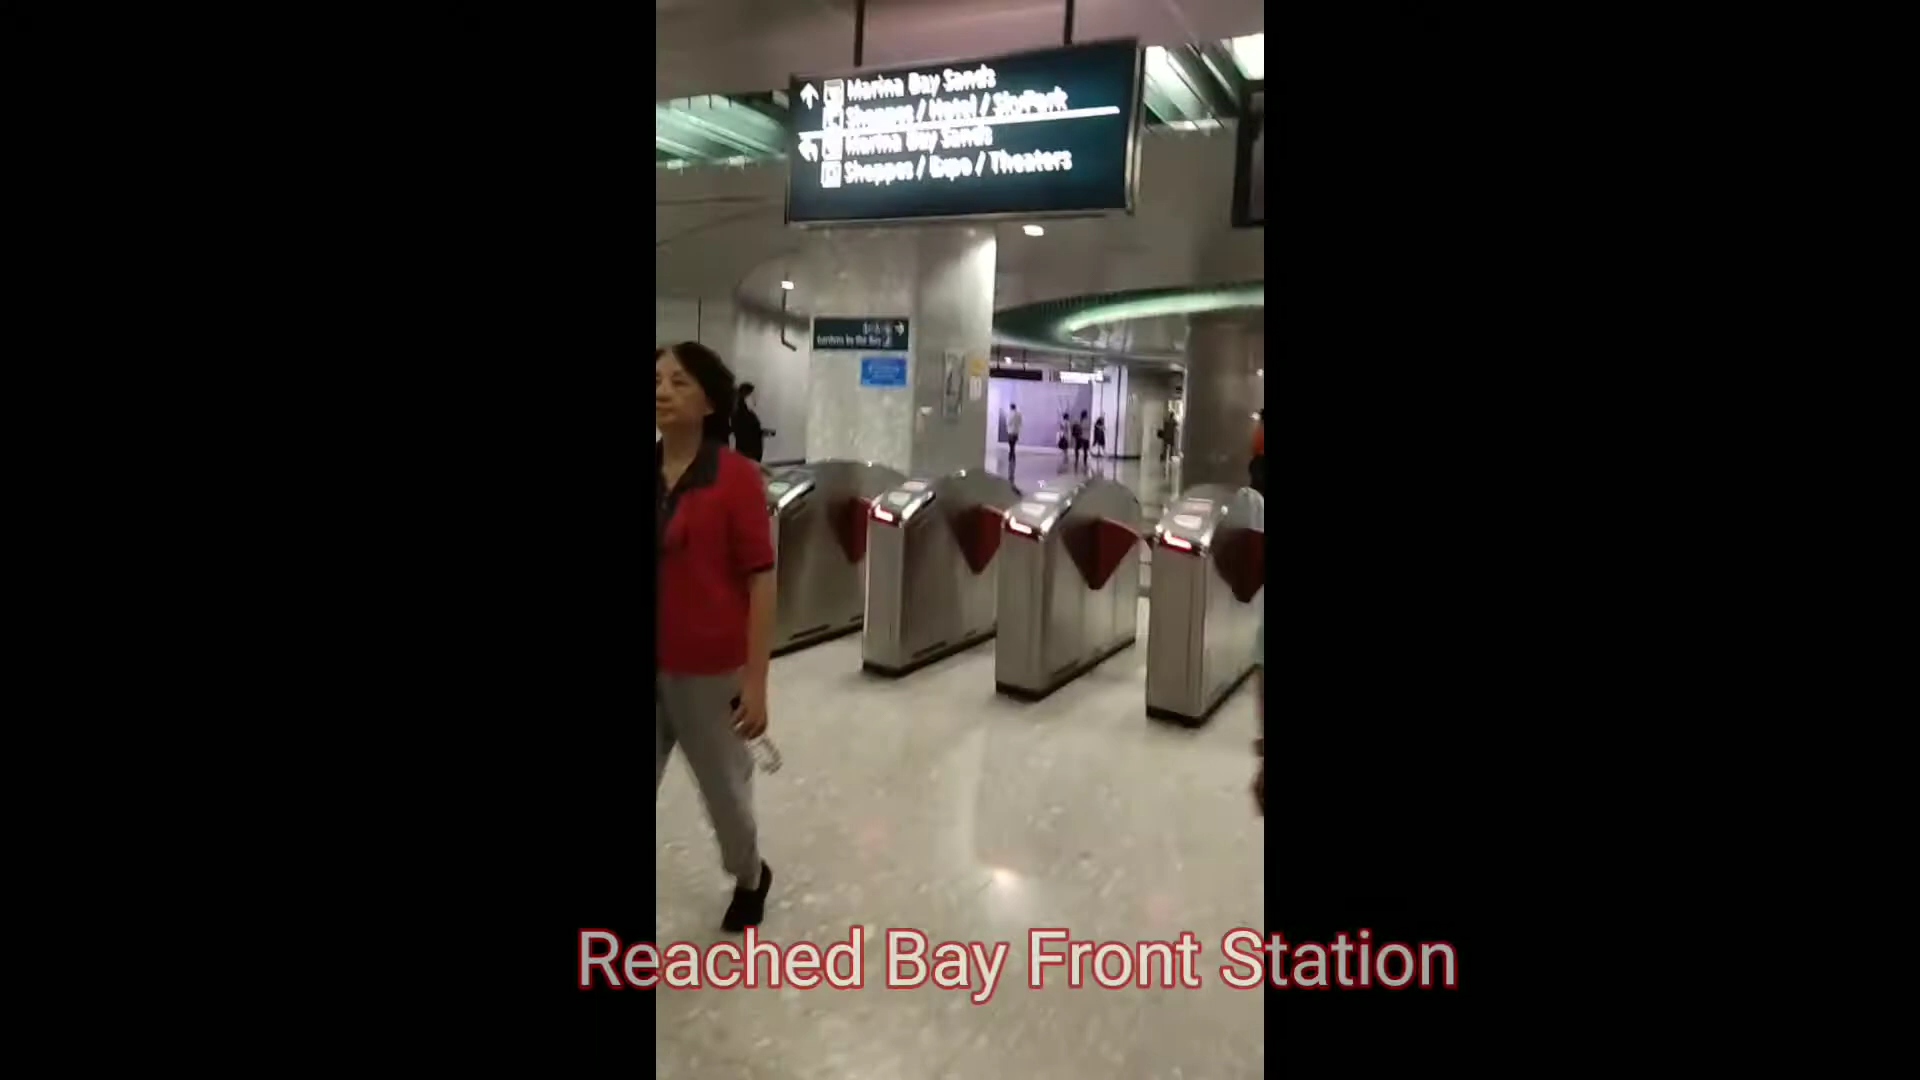 Marina Bay Sands
Shoppes / Hotel / SkyPark
Marina Bay Sands
Shoppes / Expo / Theaters
Gardens by the Bay
Reached Bay Front Station